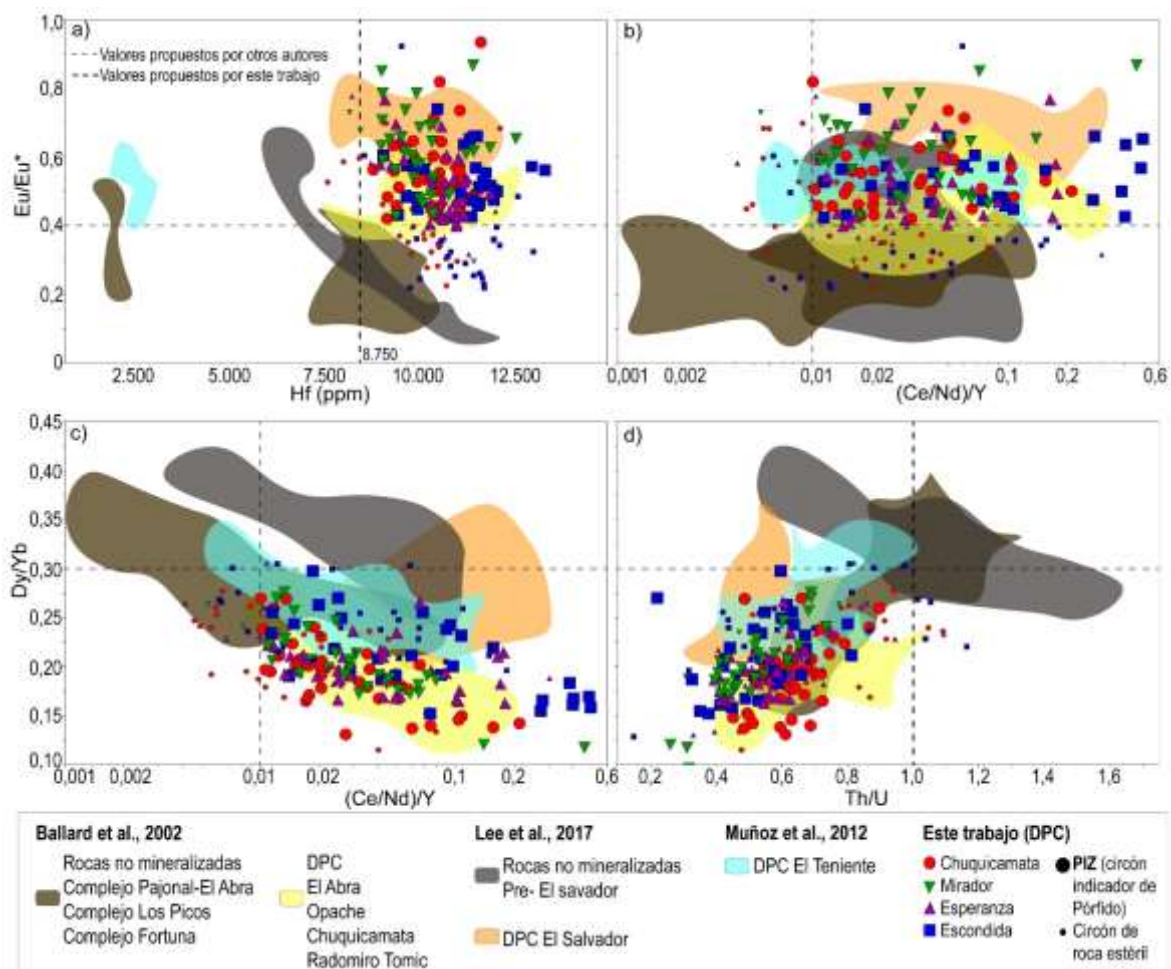 1,0
a)
Valores propuestos por otros autores
Valores propuestos por este trabajo
0,8
0,6
0,4
0,2
0
Eu/Eu*
8.750
2.500 5.000 7.500 10.000 12.500
Hf (ppm)
b)
0,001 0,002 0,01 0,02 0,1 0,2 0,6
(Ce/Nd)/Y
0,45
c)
0,40
0,35
0,30
0,25
0,20
0,15
0,10
Dy/Yb
0,001 0,002 0,01 0,02 0,1 0,2 0,6
(Ce/Nd)/Y
d)
0,2 0,4 0,6 0,8 1,0 1,2 1,4 1,6
Th/U
Ballard et al., 2002
Rocas no mineralizadas
Complejo Pajonal-El Abra
Complejo Los Picos
Complejo Fortuna
DPC
El Abra
Opache
Chuquicamata
Radomiro Tomic
Lee et al., 2017
Rocas no mineralizadas
Pre- El savador
DPC El Salvador
Muñoz et al., 2012
DPC El Teniente
Este trabajo (DPC)
Chuquicamata
Mirador
Esperanza
Escondida
PIZ (circón
indicador de
Pórfido)
Circón de
roca estéril